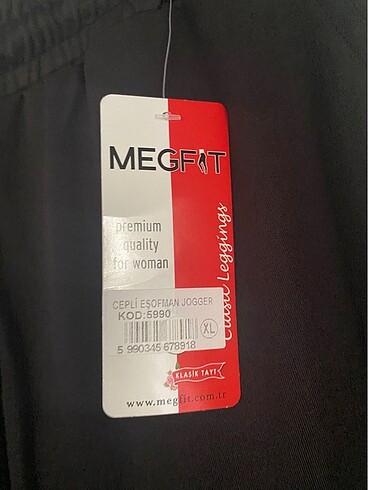 MEGFIT
premium
quality
for woman
Clasic Leggings
CEPLİ EŞOFMAN JOGGER
KOD:5990
XL
5 990345 678918
KLASİK TAYT
www.megfit.com.tr